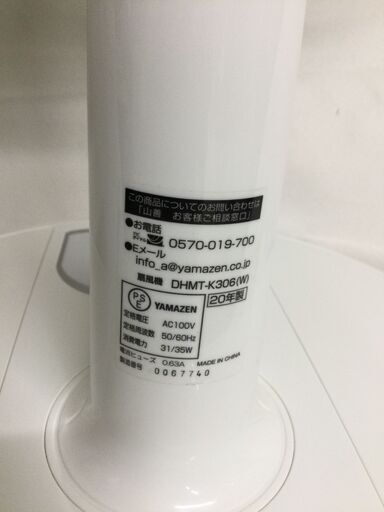 この商品についてのお問い合わせは
「山善 お客様ご相談窓口」
●お電話
0570-019-700
●Eメール
info_a@yamazen.co.jp
扇風機 DHMT-K306(W)
PSE YAMAZEN 20年製
定格電圧 AC100V
定格周波数 50/60Hz
消費電力 31/35W
電流ヒューズ 0.63A MADE IN CHINA
製造番号 0067740